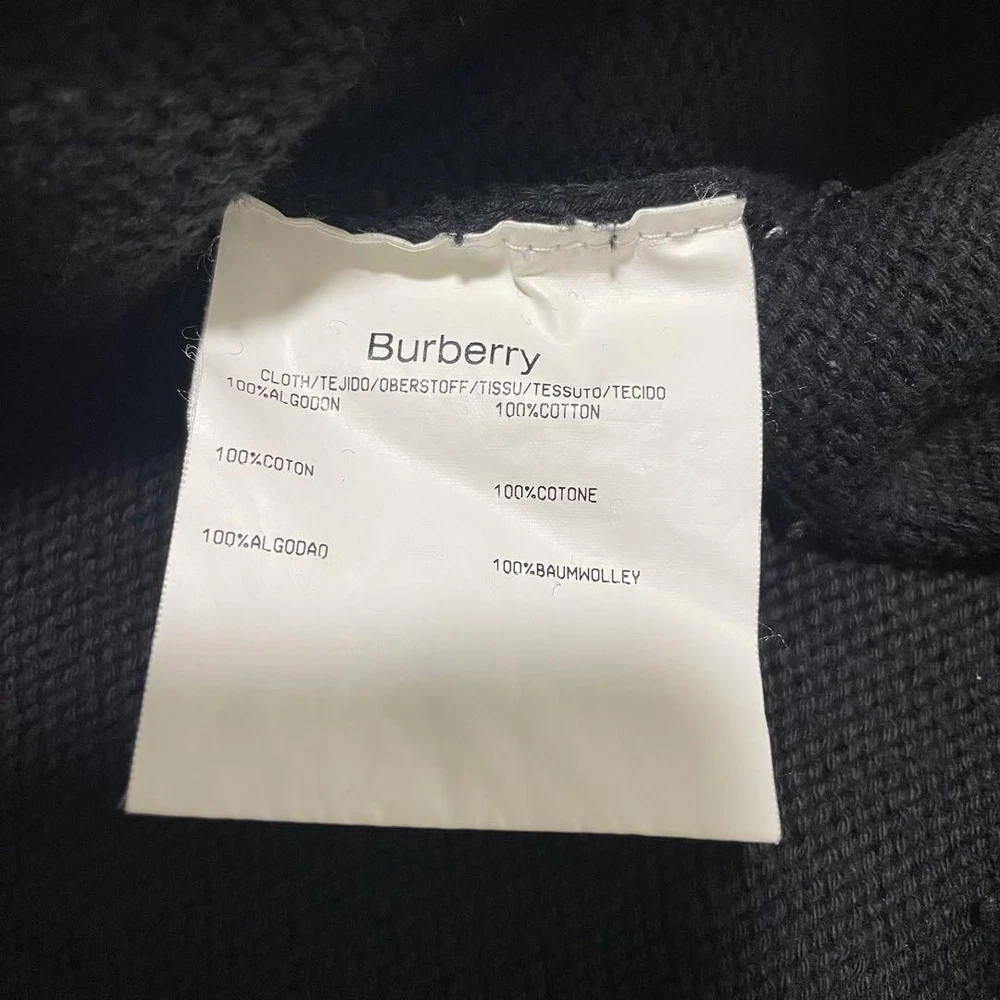 Burberry
CLOTH/TEJIDO/OBERSTOFF/TISSU/TESSUTO/TECIDO
100%ALGODON 100%COTTON
100%COTON
100%COTONE
100%ALGODAO
100%BAUMWOLLEY